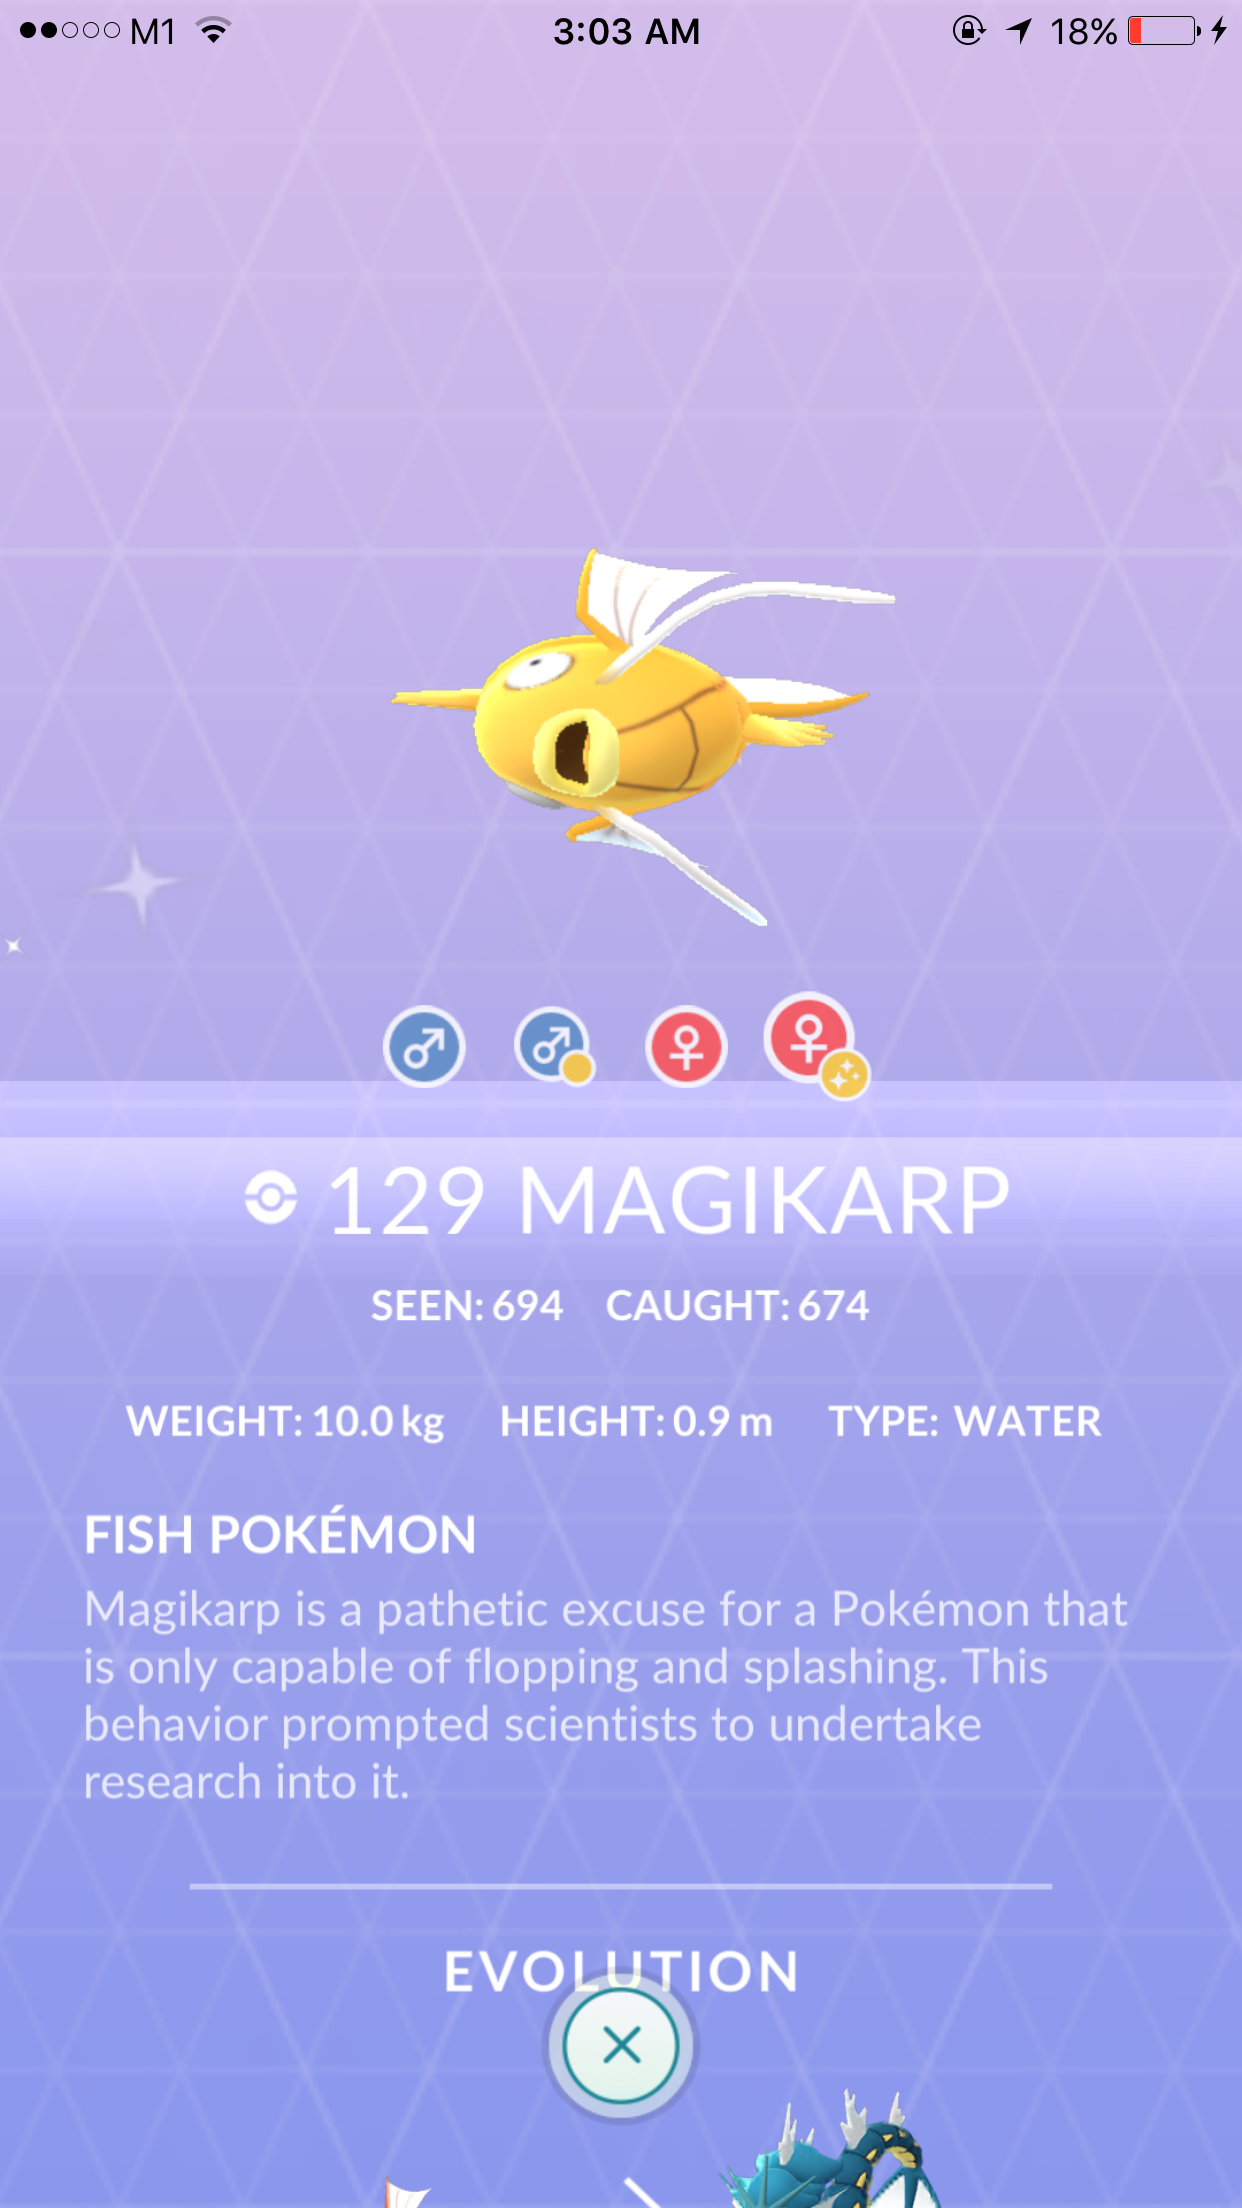 M1 3:03 AM 18%
129 MAGIKARP
SEEN: 694 CAUGHT: 674
WEIGHT: 10.0 kg HEIGHT: 0.9 m TYPE: WATER
FISH POKÉMON
Magikarp is a pathetic excuse for a Pokémon that
is only capable of flopping and splashing. This
behavior prompted scientists to undertake
research into it.
EVOLUTION